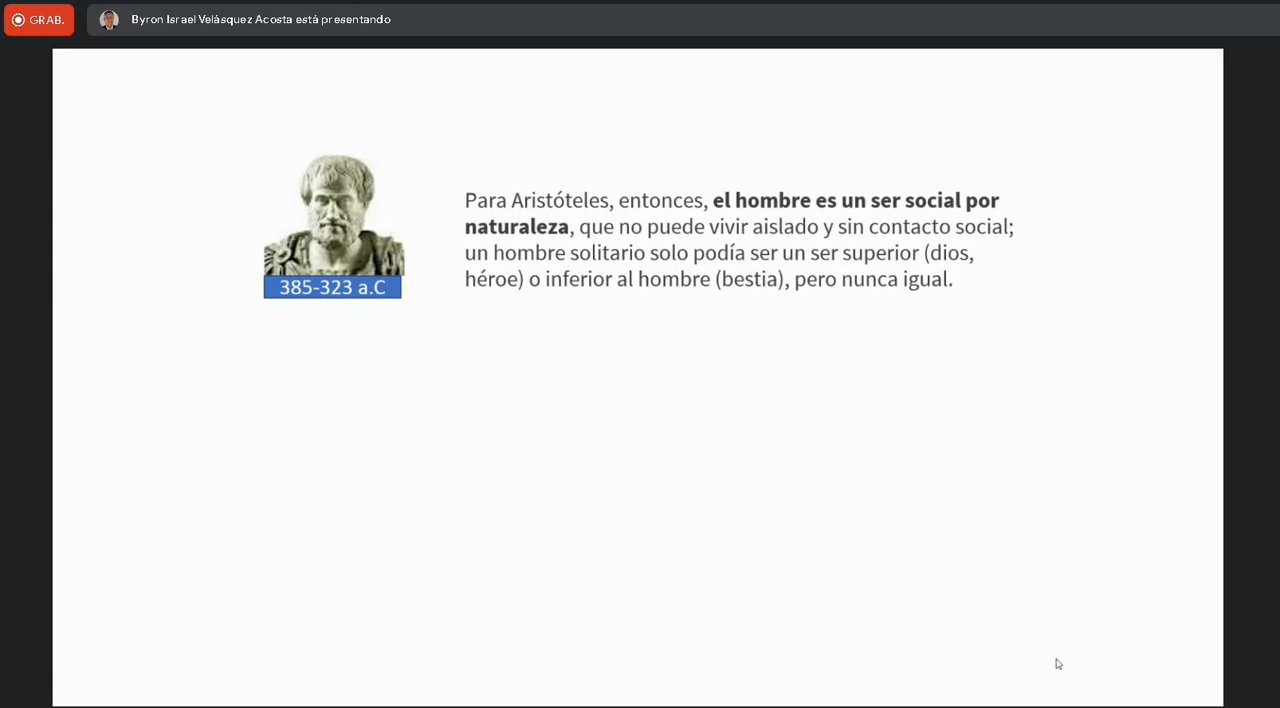 GRAB.
Byron Israel Velásquez Acosta está presentando
Para Aristóteles, entonces, el hombre es un ser social por
naturaleza, que no puede vivir aislado y sin contacto social;
un hombre solitario solo podía ser un ser superior (dios,
héroe) o inferior al hombre (bestia), pero nunca igual.
385-323 a.C